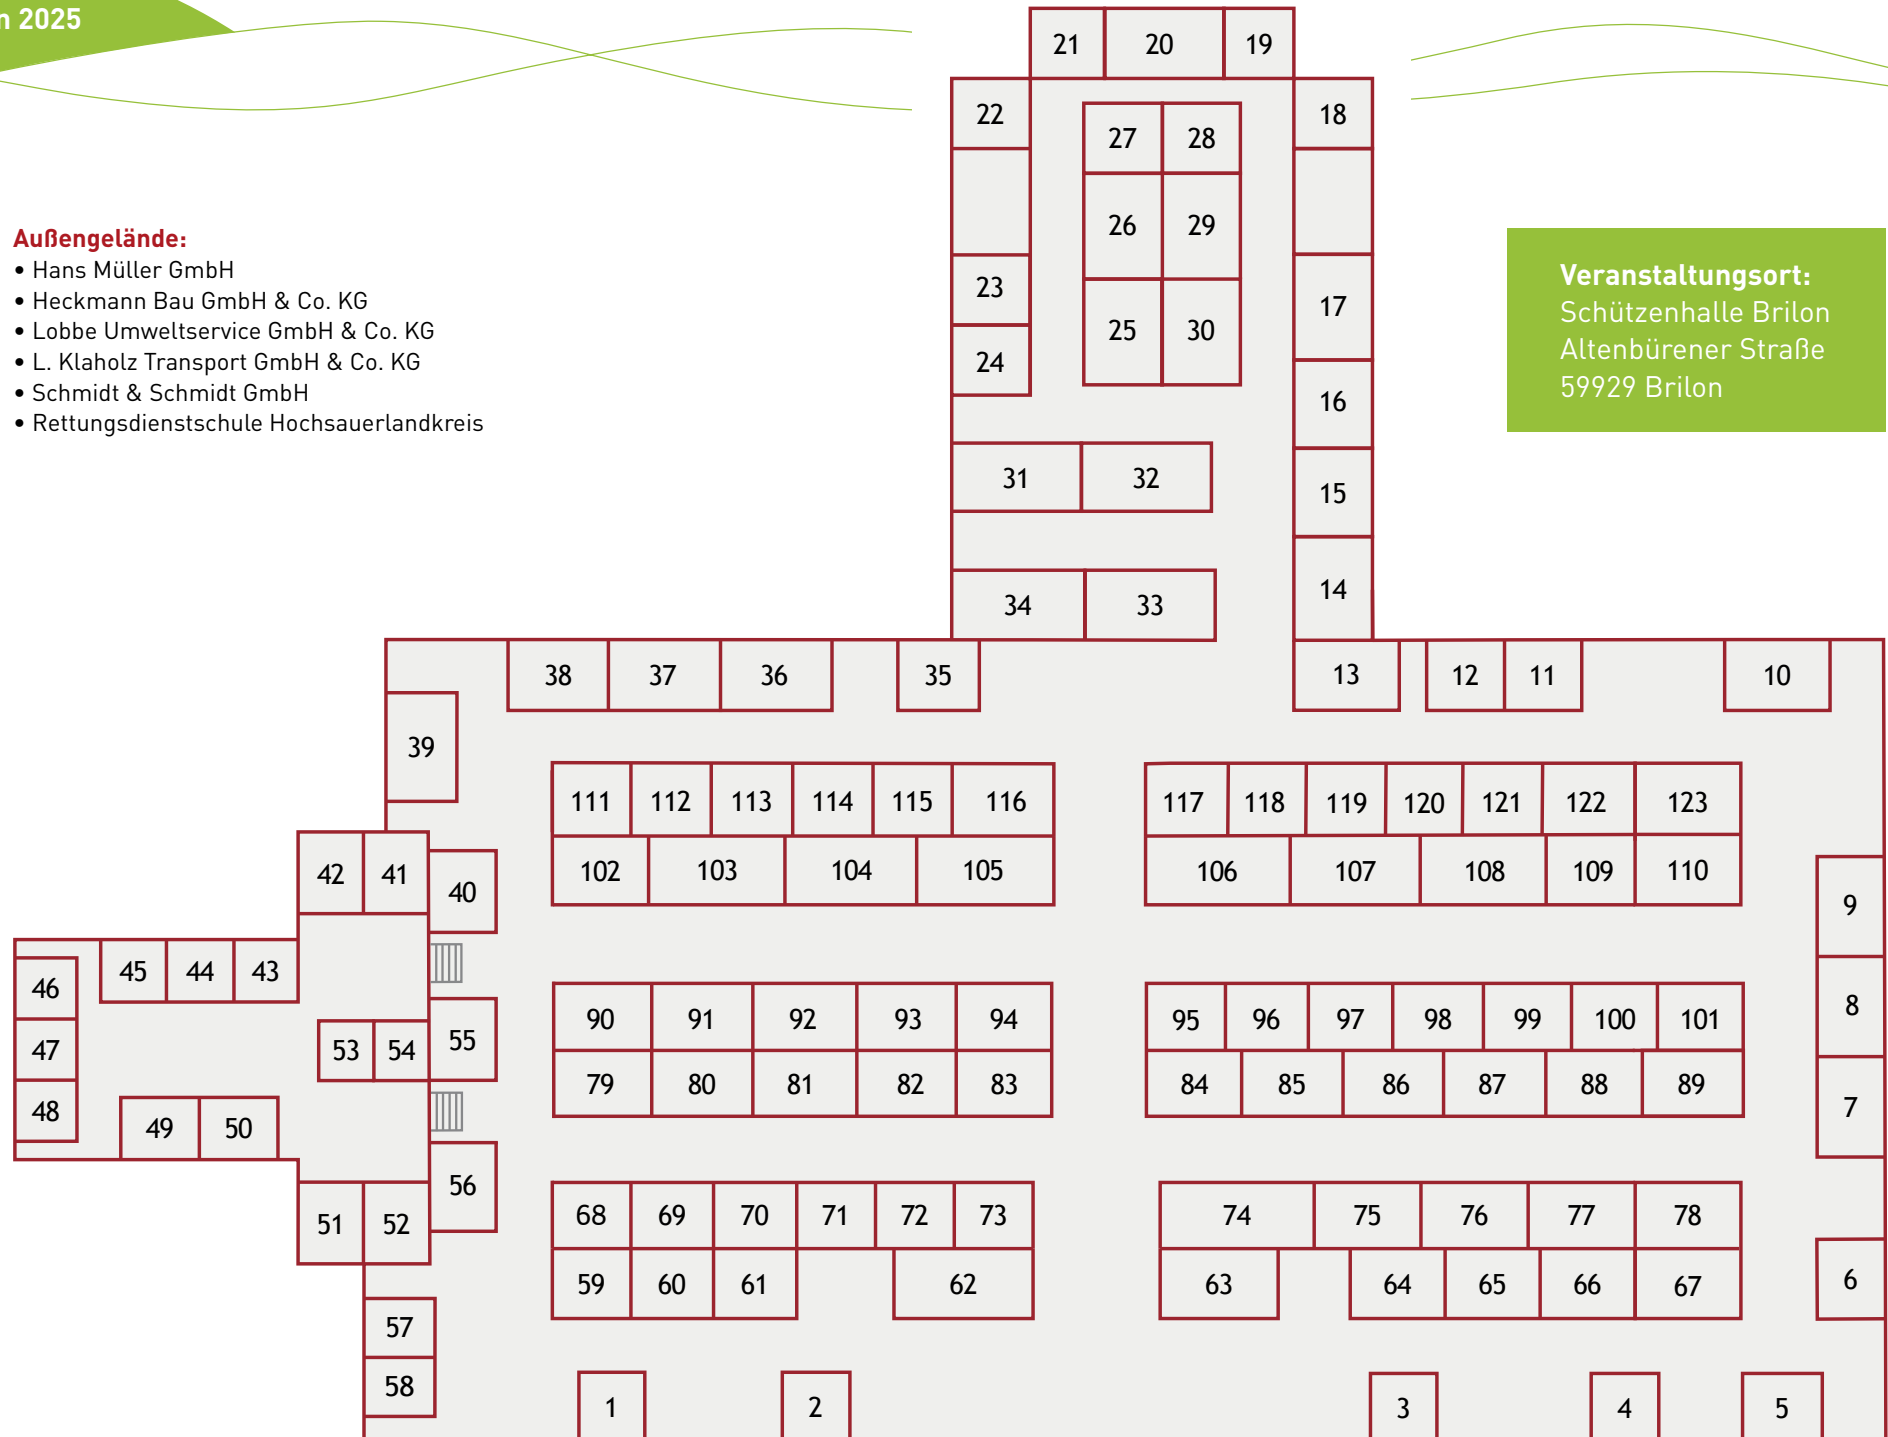 n 2025
21 20 19
22 27 28 18
26 29
23 25 30 17
24
16
31 32 15
34 33 14
Außengelände:
• Hans Müller GmbH
• Heckmann Bau GmbH & Co. KG
• Lobbe Umweltservice GmbH & Co. KG
• L. Klaholz Transport GmbH & Co. KG
• Schmidt & Schmidt GmbH
• Rettungsdienstschule Hochsauerlandkreis
Veranstaltungsort:
Schützenhalle Brilon
Altenbürener Straße
59929 Brilon
38 37 36 35 13 12 11 10
39
111 112 113 114 115 116 117 118 119 120 121 122 123
102 103 104 105 106 107 108 109 110
42 41 40
9
45 44 43
46
90 91 92 93 94 95 96 97 98 99 100 101
8
47 53 54 55
79 80 81 82 83 84 85 86 87 88 89
48 49 50
7
56
51 52
68 69 70 71 72 73 74 75 76 77 78
59 60 61 62 63 64 65 66 67
6
57
58
1 2 3 4 5